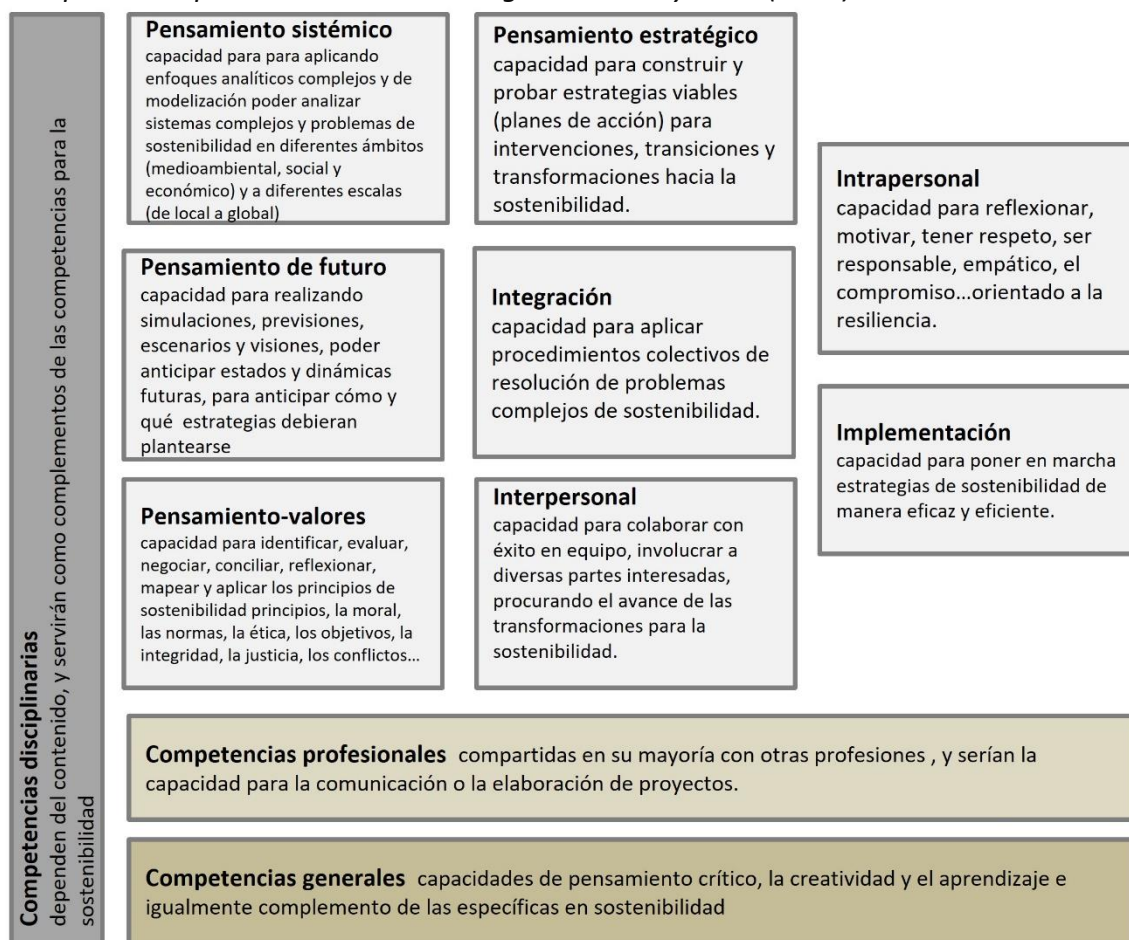 Competencias disciplinarias
dependen del contenido, y servirán como complementos de las competencias para la
sostenibilidad
Pensamiento sistémico
capacidad para para aplicando
enfoques analíticos complejos y de
modelización poder analizar
sistemas complejos y problemas de
sostenibilidad en diferentes ámbitos
(medioambiental, social y
económico) y a diferentes escalas
(de local a global)
Pensamiento estratégico
capacidad para construir y
probar estrategias viables
(planes de acción) para
intervenciones, transiciones y
transformaciones hacia la
sostenibilidad.
Intrapersonal
capacidad para reflexionar,
motivar, tener respeto, ser
responsable, empático, el
compromiso...orientado a la
resiliencia.
Pensamiento de futuro
capacidad para realizando
simulaciones, previsiones,
escenarios y visiones, poder
anticipar estados y dinámicas
futuras, para anticipar cómo y
qué estrategias debieran
plantearse
Integración
capacidad para aplicar
procedimientos colectivos de
resolución de problemas
complejos de sostenibilidad.
Implementación
capacidad para poner en marcha
estrategias de sostenibilidad de
manera eficaz y eficiente.
Pensamiento-valores
capacidad para identificar, evaluar,
negociar, conciliar, reflexionar,
mapear y aplicar los principios de
sostenibilidad principios, la moral,
las normas, la ética, los objetivos, la
integridad, la justicia, los conflictos...
Interpersonal
capacidad para colaborar con
éxito en equipo, involucrar a
diversas partes interesadas,
procurando el avance de las
transformaciones para la
sostenibilidad.
Competencias profesionales compartidas en su mayoría con otras profesiones , y serían la
capacidad para la comunicación o la elaboración de proyectos.
Competencias generales capacidades de pensamiento crítico, la creatividad y el aprendizaje e
igualmente complemento de las específicas en sostenibilidad